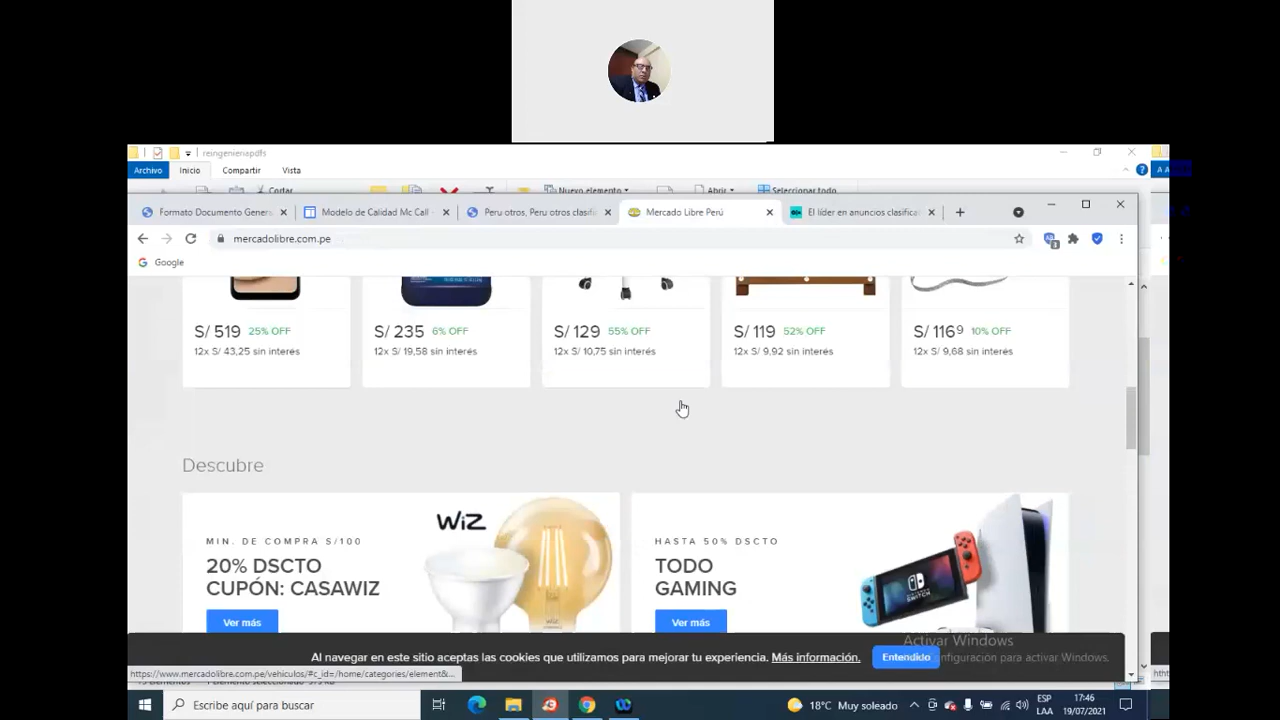 reingenieriapdfs
Archivo Inicio Compartir Vista
Cortar Nuevo elemento Abrir Seleccionar todo
Formato Documento Genera Modelo de Calidad Mc Call - Peru otros, Peru otros clasifi Mercado Libre Perú El líder en anuncios clasifica
mercadolibre.com.pe
Google
S/ 519 25% OFF S/ 235 6% OFF S/ 129 55% OFF S/ 119 52% OFF S/ 116⁹ 10% OFF
12x S/ 43,25 sin interés 12x S/ 19,58 sin interés 12x S/ 10,75 sin interés 12x S/ 9,92 sin interés 12x S/ 9,68 sin interés
Descubre
WiZ
MIN. DE COMPRA S/100 HASTA 50% DSCTO
20% DSCTO TODO
CUPÓN: CASAWIZ GAMING
Ver más Ver más
Activar Windows
Al navegar en este sitio aceptas las cookies que utilizamos para mejorar tu experiencia. Más información. Entendido onfiguración para activar Windows.
https://www.mercadolibre.com.pe/vehiculos/#c_id=/home/categories/element&i...
Escribe aquí para buscar 18°C Muy soleado ESP 17:46
LAA 19/07/2021